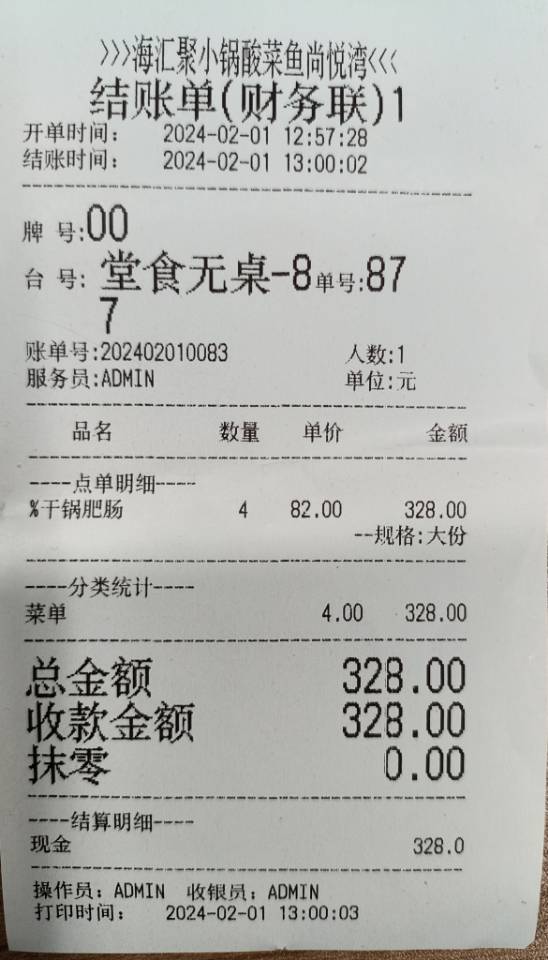 >>>海汇聚小锅酸菜鱼尚悦湾<<<
结账单(财务联)1
开单时间: 2024-02-01 12:57:28
结账时间: 2024-02-01 13:00:02
牌 号:00
台 号: 堂食无桌-8单号:87
7
账单号:202402010083 人数:1
服务员:ADMIN 单位:元
品名 数量 单价 金额
----点单明细----
%干锅肥肠 4 82.00 328.00
--规格:大份
----分类统计----
菜单 4.00 328.00
总金额 328.00
收款金额 328.00
抹零 0.00
----结算明细----
现金 328.0
操作员: ADMIN 收银员: ADMIN
打印时间: 2024-02-01 13:00:03